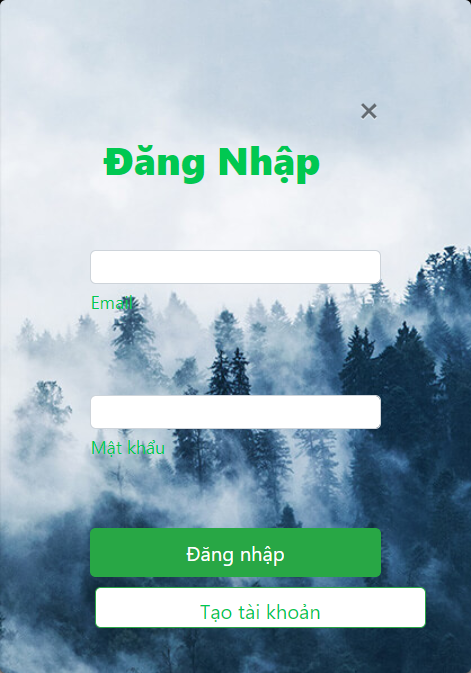 Đăng Nhập
Email
Mật khẩu
Đăng nhập
Tạo tài khoản